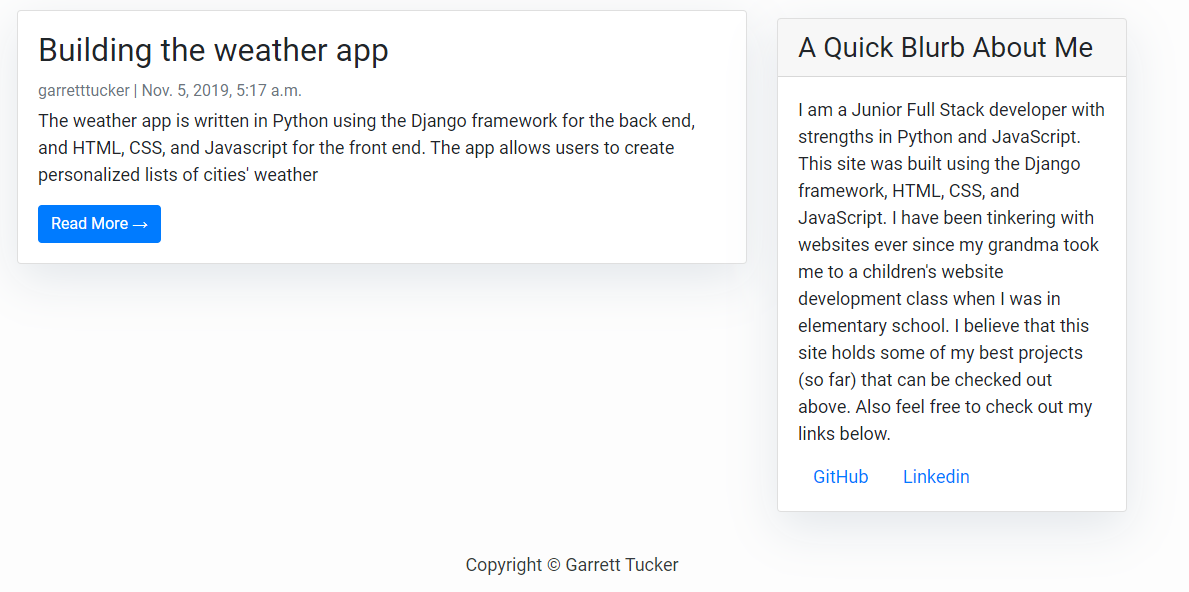 Building the weather app
garretttucker | Nov. 5, 2019, 5:17 a.m.
The weather app is written in Python using the Django framework for the back end,
and HTML, CSS, and Javascript for the front end. The app allows users to create
personalized lists of cities' weather
Read More →
A Quick Blurb About Me
I am a Junior Full Stack developer with
strengths in Python and JavaScript.
This site was built using the Django
framework, HTML, CSS, and
JavaScript. I have been tinkering with
websites ever since my grandma took
me to a children's website
development class when I was in
elementary school. I believe that this
site holds some of my best projects
(so far) that can be checked out
above. Also feel free to check out my
links below.
GitHub Linkedin
Copyright © Garrett Tucker